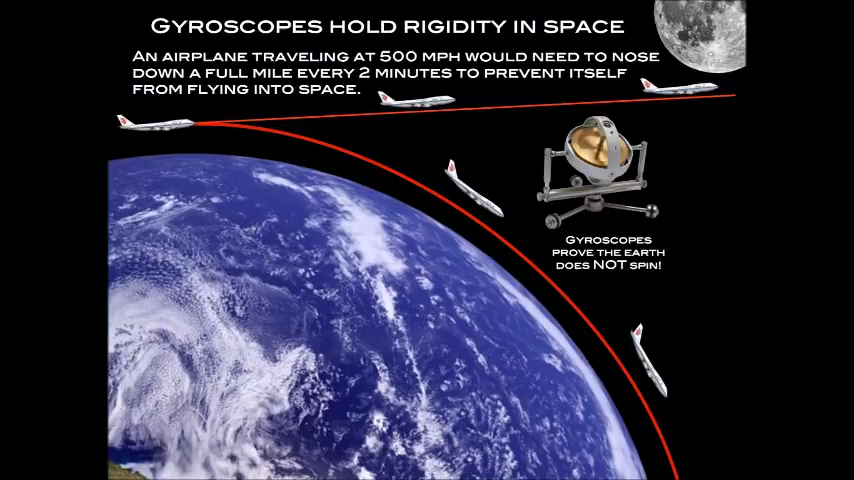 Gyroscopes hold rigidity in space
An airplane traveling at 500 mph would need to nose
down a full mile every 2 minutes to prevent itself
from flying into space.
Gyroscopes
prove the earth
does NOT spin!